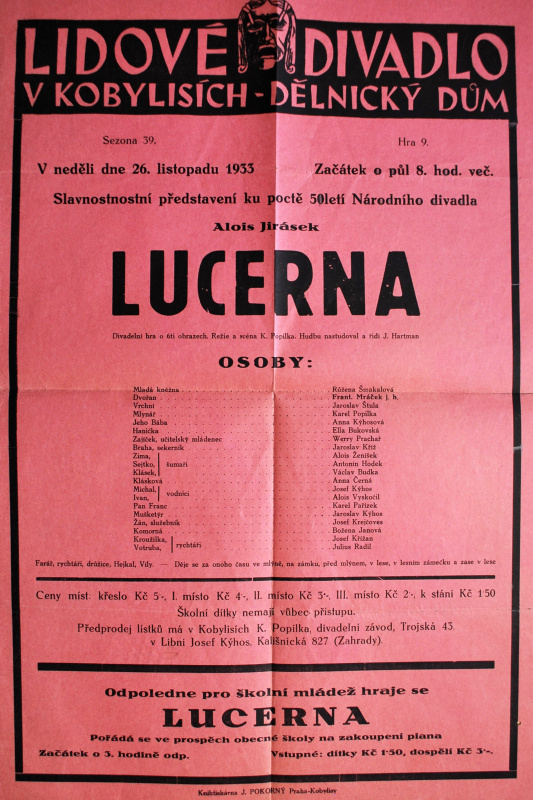 LIDOVÉ DIVADLO
V KOBYLISÍCH - DĚLNICKÝ DŮM
Sezona 39. Hra 9.
V neděli dne 26. listopadu 1933 Začátek o půl 8. hod. več.
Slavnostnostní představení ku poctě 50letí Národního divadla
Alois Jirásek
LUCERNA
Divadelní hra o 6ti obrazech. Režie a scéna K. Popilka. Hudbu nastudoval a řídí J. Hartman
OSOBY:
Mladá kněžna Růžena Šmakalová
Dvořan Frant. Mráček j. h.
Vrchní Jaroslav Štula
Mlynář Karel Popilka
Jeho Bába Anna Kýhosová
Hanička Ella Bukovská
Zajíček, učitelský mládenec Werry Prachař
Braha, sekerník Jaroslav Kříž
Zima, Alois Ženíšek
Sejtko, šumaři Antonín Hodek
Klásek, Václav Budka
Klásková Anna Černá
Michal, Josef Kýhos
Ivan, vodníci Alois Vyskočil
Pan Franc Karel Pařízek
Mušketýr Jaroslav Kýhos
Žán, služebník Josef Krejčoves
Komorná Božena Janová
Kroužilka, Josef Křižan
Votruba, rychtáři Julius Radil
Farář, rychtáři, družice, Hejkal, Víly. — Děje se za onoho času ve mlýně, na zámku, před mlýnem, v lese, v lesním zámečku a zase v lese
Ceny míst: křeslo Kč 5·-, I. místo Kč 4·-, II. místo Kč 3·-, III. místo Kč 2·-, k stání Kč 1·50
Školní dítky nemají vůbec přístupu.
Předprodej lístků má v Kobylisích K. Popilka, divadelní závod, Trojská 43.
v Libni Josef Kýhos, Kališnická 827 (Zahrady).
Odpoledne pro školní mládež hraje se
LUCERNA
Pořádá se ve prospěch obecné školy na zakoupení piana
Začátek o 3. hodině odp. Vstupné: dítky Kč 1·50, dospělí Kč 3·-.
Knihtiskárna J. POKORNÝ Praha-Kobylisy